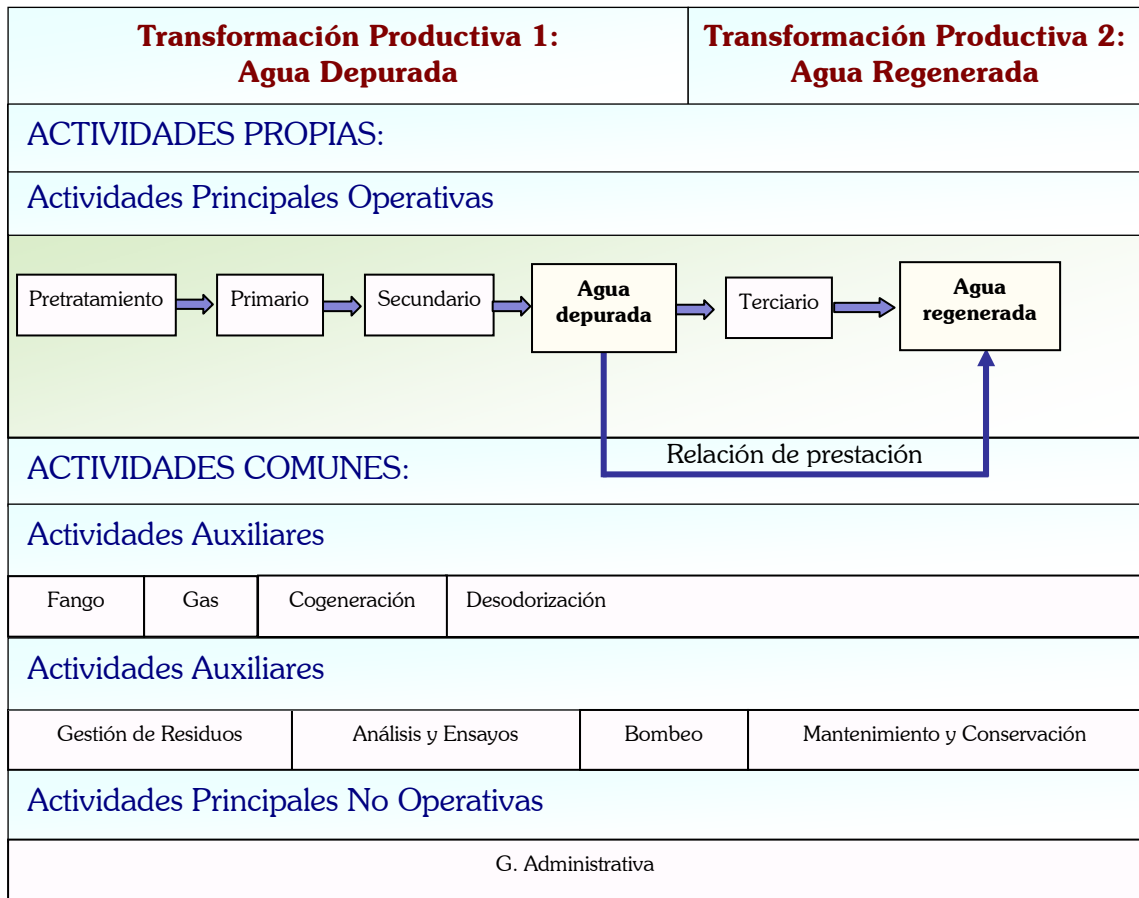 Transformación Productiva 1:
Agua Depurada
Transformación Productiva 2:
Agua Regenerada
ACTIVIDADES PROPIAS:
Actividades Principales Operativas
Pretratamiento
Primario
Secundario
Agua
depurada
Terciario
Agua
regenerada
Relación de prestación
ACTIVIDADES COMUNES:
Actividades Auxiliares
Fango
Gas
Cogeneración
Desodorización
Actividades Auxiliares
Gestión de Residuos
Análisis y Ensayos
Bombeo
Mantenimiento y Conservación
Actividades Principales No Operativas
G. Administrativa